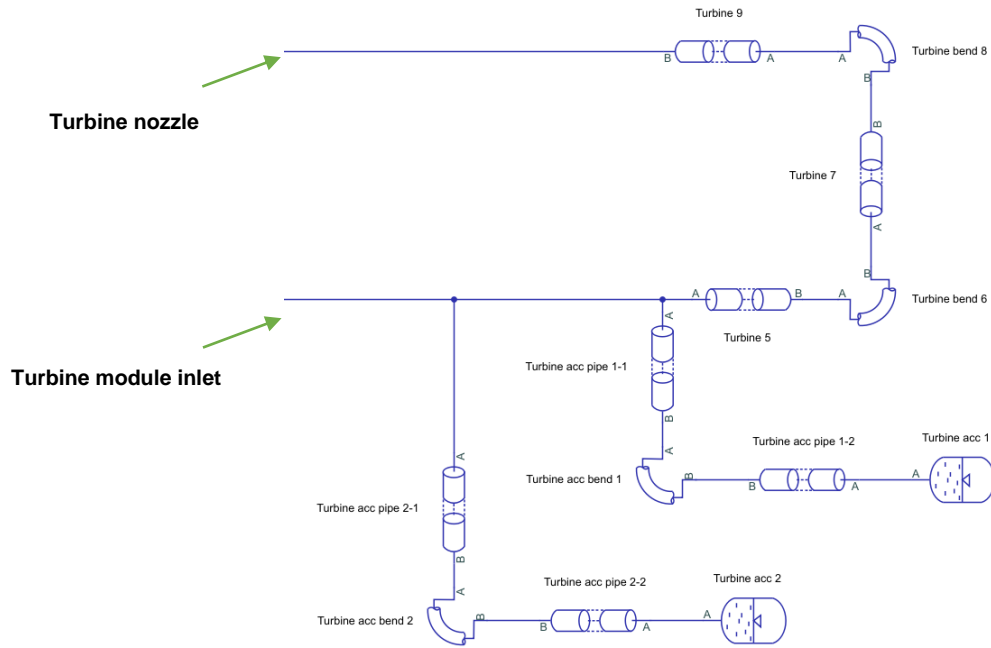 Turbine 9
B
A
A
Turbine bend 8
B
Turbine nozzle
B
Turbine 7
A
B
A
B
A
Turbine bend 6
A
Turbine 5
Turbine module inlet
Turbine acc pipe 1-1
B
A
Turbine acc pipe 1-2
Turbine acc 1
A
Turbine acc bend 1
B
B
A
A
Turbine acc pipe 2-1
B
Turbine acc pipe 2-2
Turbine acc 2
A
A
Turbine acc bend 2
B
B
A